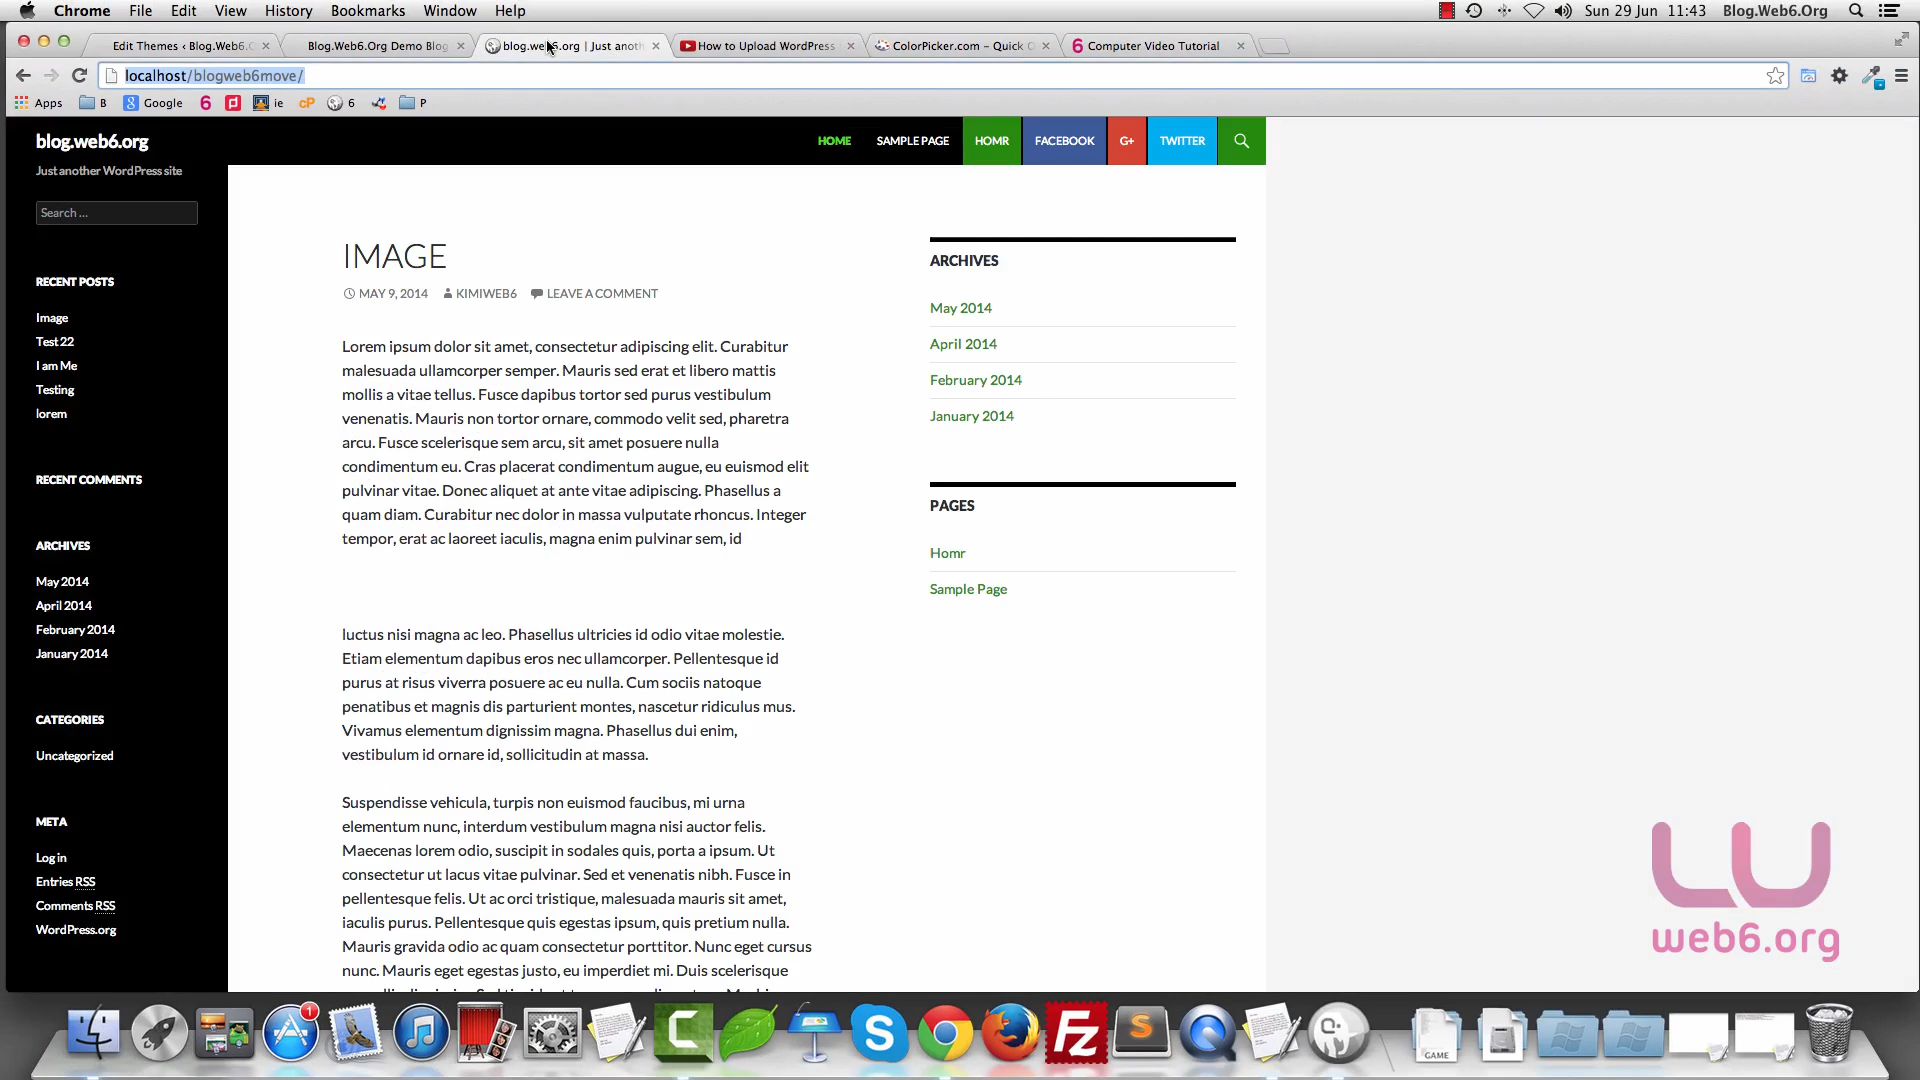 Chrome File Edit View History Bookmarks Window Help
Sun 29 Jun 11:43 Blog.Web6.Org
Edit Themes ‹ Blog.Web6.O
Blog.Web6.Org Demo Blog
blog.web6.org | Just anoth
How to Upload WordPress
ColorPicker.com – Quick C
6 Computer Video Tutorial
localhost/blogweb6move/
Apps B Google 6 ie cP 6 P
blog.web6.org
HOME SAMPLE PAGE HOMR FACEBOOK G+ TWITTER
Just another WordPress site
Search ...
RECENT POSTS
Image
Test 22
I am Me
Testing
lorem
RECENT COMMENTS
ARCHIVES
May 2014
April 2014
February 2014
January 2014
CATEGORIES
Uncategorized
META
Log in
Entries RSS
Comments RSS
WordPress.org
IMAGE
MAY 9, 2014 KIMIWEB6 LEAVE A COMMENT
Lorem ipsum dolor sit amet, consectetur adipiscing elit. Curabitur
malesuada ullamcorper semper. Mauris sed erat et libero mattis
mollis a vitae tellus. Fusce dapibus tortor sed purus vestibulum
venenatis. Mauris non tortor ornare, commodo velit sed, pharetra
arcu. Fusce scelerisque sem arcu, sit amet posuere nulla
condimentum eu. Cras placerat condimentum augue, eu euismod elit
pulvinar vitae. Donec aliquet at ante vitae adipiscing. Phasellus a
quam diam. Curabitur nec dolor in massa vulputate rhoncus. Integer
tempor, erat ac laoreet iaculis, magna enim pulvinar sem, id
luctus nisi magna ac leo. Phasellus ultricies id odio vitae molestie.
Etiam elementum dapibus eros nec ullamcorper. Pellentesque id
purus at risus viverra posuere ac eu nulla. Cum sociis natoque
penatibus et magnis dis parturient montes, nascetur ridiculus mus.
Vivamus elementum dignissim magna. Phasellus dui enim,
vestibulum id ornare id, sollicitudin at massa.
Suspendisse vehicula, turpis non euismod faucibus, mi urna
elementum nunc, interdum vestibulum magna nisi auctor felis.
Maecenas lorem odio, suscipit in sodales quis, porta a ipsum. Ut
consectetur ut lacus vitae pulvinar. Sed et venenatis nibh. Fusce in
pellentesque felis. Ut ac orci tristique, malesuada mauris sit amet,
iaculis purus. Pellentesque quis egestas ipsum, quis pretium nulla.
Mauris gravida odio ac quam consectetur porttitor. Nunc eget cursus
nunc. Mauris eget egestas justo, eu imperdiet mi. Duis scelerisque
ARCHIVES
May 2014
April 2014
February 2014
January 2014
PAGES
Homr
Sample Page
web6.org
1
GAME